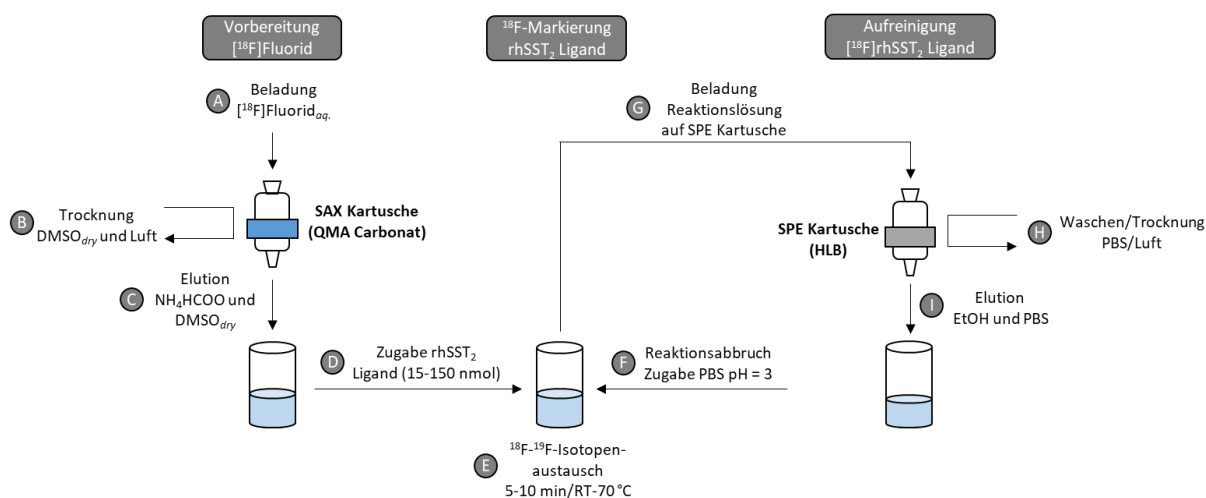 Vorbereitung
[¹⁸F]Fluorid
¹⁸F-Markierung
rhSST₂ Ligand
Aufreinigung
[¹⁸F]rhSST₂ Ligand
A
Beladung
[¹⁸F]Fluorid_aq.
B
Trocknung
DMSO_dry und Luft
SAX Kartusche
(QMA Carbonat)
C
Elution
NH₄HCOO und
DMSO_dry
D
Zugabe rhSST₂
Ligand (15-150 nmol)
E
¹⁸F-¹⁹F-Isotopen-
austausch
5-10 min/RT-70 °C
F
Reaktionsabbruch
Zugabe PBS pH = 3
G
Beladung
Reaktionslösung
auf SPE Kartusche
SPE Kartusche
(HLB)
H
Waschen/Trocknung
PBS/Luft
I
Elution
EtOH und PBS